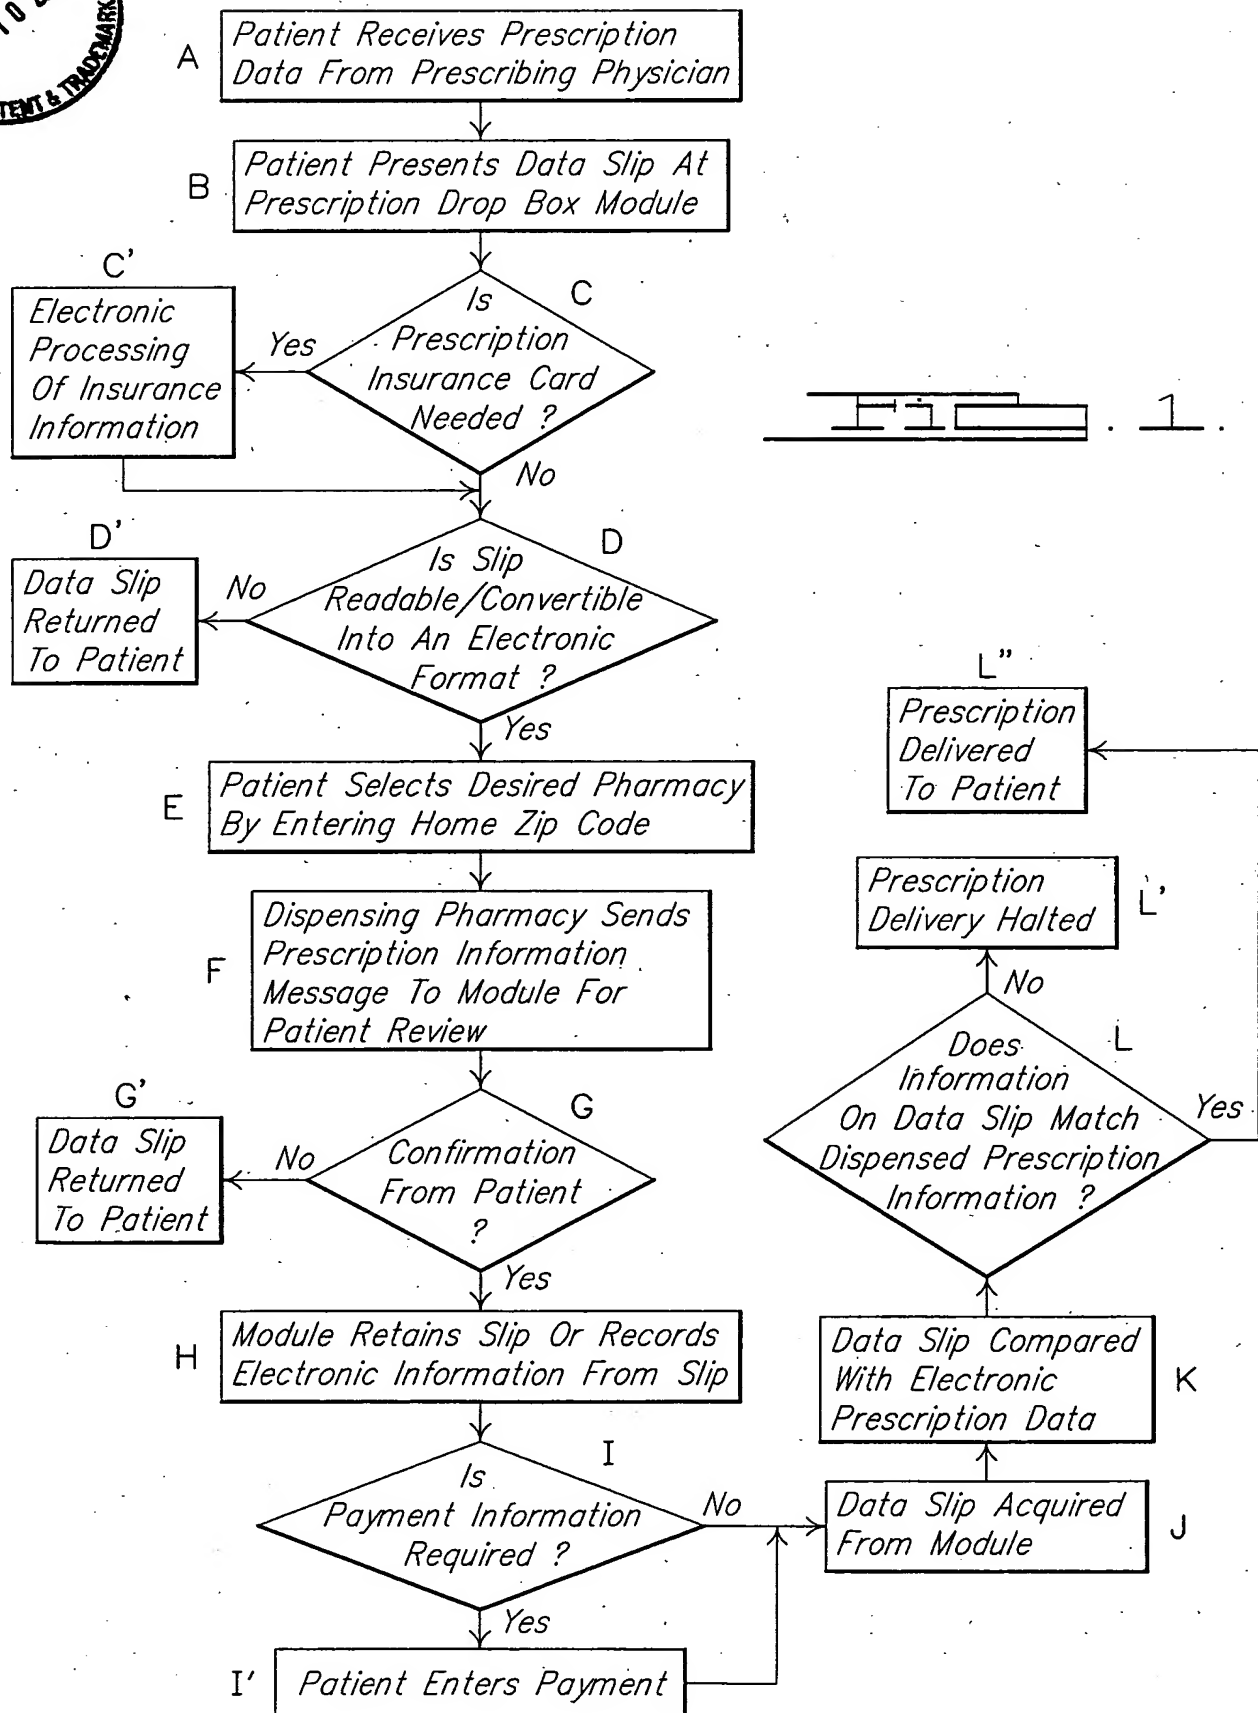 TENT & TRADEMARK
A
Patient Receives Prescription
Data From Prescribing Physician
B
Patient Presents Data Slip At
Prescription Drop Box Module
C'
Electronic
Processing
Of Insurance
Information
Yes
C
Is
Prescription
Insurance Card
Needed ?
No
D'
Data Slip
Returned
To Patient
No
D
Is Slip
Readable/Convertible
Into An Electronic
Format ?
Yes
E
Patient Selects Desired Pharmacy
By Entering Home Zip Code
F
Dispensing Pharmacy Sends
Prescription Information
Message To Module For
Patient Review
G'
Data Slip
Returned
To Patient
No
G
Confirmation
From Patient
?
Yes
H
Module Retains Slip Or Records
Electronic Information From Slip
I
Is
Payment Information
Required ?
No
Yes
I'
Patient Enters Payment
Fig. 1.
L"
Prescription
Delivered
To Patient
Prescription
Delivery Halted
L'
No
L
Does
Information
On Data Slip Match
Dispensed Prescription
Information ?
Yes
Data Slip Compared
With Electronic
Prescription Data
K
Data Slip Acquired
From Module
J